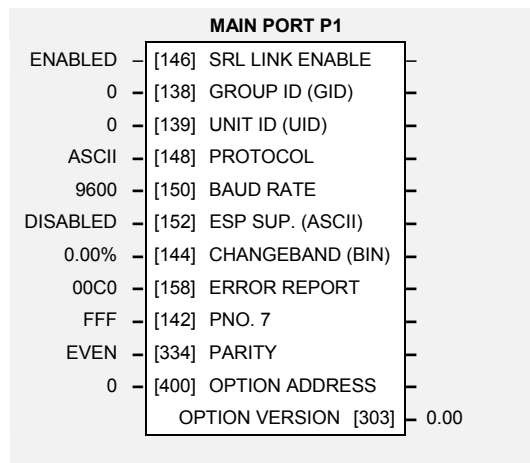 MAIN PORT P1
ENABLED – [146] SRL LINK ENABLE –
0 – [138] GROUP ID (GID) –
0 – [139] UNIT ID (UID) –
ASCII – [148] PROTOCOL –
9600 – [150] BAUD RATE –
DISABLED – [152] ESP SUP. (ASCII) –
0.00% – [144] CHANGEBAND (BIN) –
00C0 – [158] ERROR REPORT –
FFF – [142] PNO. 7 –
EVEN – [334] PARITY –
0 – [400] OPTION ADDRESS –
OPTION VERSION [303] – 0.00